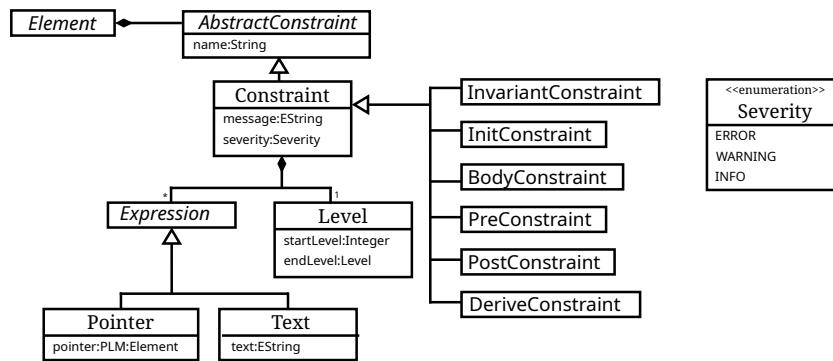 Element
AbstractConstraint
name:String
Constraint
message:EString
severity:Severity
InvariantConstraint
InitConstraint
BodyConstraint
PreConstraint
PostConstraint
DeriveConstraint
<<enumeration>>
Severity
ERROR
WARNING
INFO
*
1
Expression
Level
startLevel:Integer
endLevel:Level
Pointer
pointer:PLM:Element
Text
text:EString